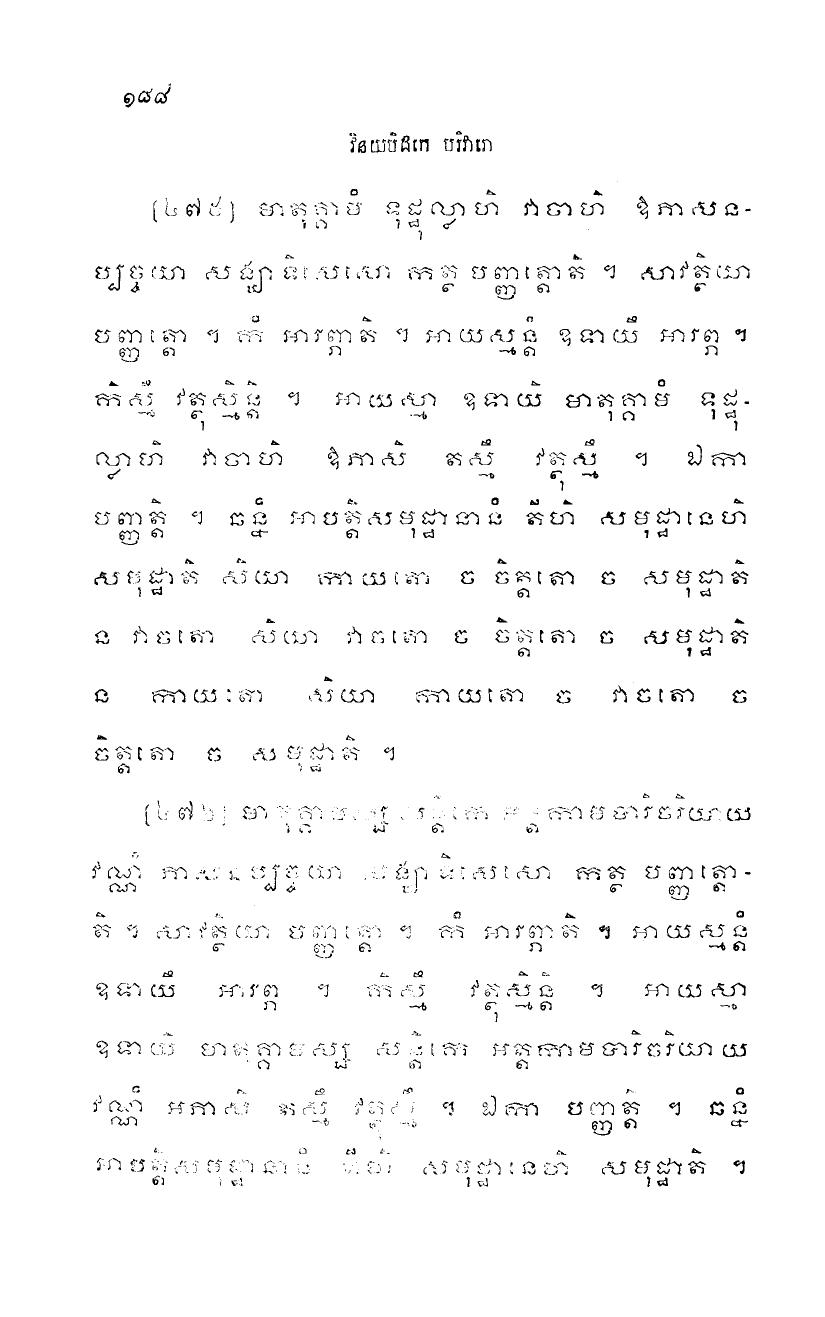 ១៨៨
វិនយបិដកេ បរិវារោ
[៤៧៥] មាតុគ្គាមំ ទុដ្ឋុល្លាហិ វាចាហិ ឱភាសន-
ប្បច្ចយា សង្ឃាទិសេសោ កត្ថ បញ្ញត្តោតិ ។ សាវត្ថិយា
បញ្ញត្តោ ។ កំ អារព្ភាតិ ។ អាយស្មន្តំ ឧទាយឹ អារព្ភ ។
កិស្មឹ វត្ថុស្មិន្តិ ។ អាយស្មា ឧទាយិ មាតុគ្គាមំ ទុដ្ឋុ-
ល្លាហិ វាចាហិ ឱភាសិ តស្មឹ វត្ថុស្មឹ ។ ឯកា
បញ្ញត្តិ ។ ឆន្នំ អាបត្តិសមុដ្ឋានានំ តីហិ សមុដ្ឋានេហិ
សមុដ្ឋាតិ សិយា កាយតោ ច ចិត្តតោ ច សមុដ្ឋាតិ
ន វាចតោ សិយា វាចតោ ច ចិត្តតោ ច សមុដ្ឋាតិ
ន កាយតោ សិយា កាយតោ ច វាចតោ ច
ចិត្តតោ ច សមុដ្ឋាតិ ។
[៤៧៦] មាតុគ្គាមស្ស សន្តិកេ អត្តកាមបារិចរិយាយ
វណ្ណំ ភាសនប្បច្ចយា សង្ឃាទិសេសោ កត្ថ បញ្ញត្តោ-
តិ ។ សាវត្ថិយា បញ្ញត្តោ ។ កំ អារព្ភាតិ ។ អាយស្មន្តំ
ឧទាយឹ អារព្ភ ។ កិស្មឹ វត្ថុស្មិន្តិ ។ អាយស្មា
ឧទាយិ មាតុគ្គាមស្ស សន្តិកេ អត្តកាមបារិចរិយាយ
វណ្ណំ អភាសិ តស្មឹ វត្ថុស្មឹ ។ ឯកា បញ្ញត្តិ ។ ឆន្នំ
អាបត្តិសមុដ្ឋានានំ តីហិ សមុដ្ឋានេហិ សមុដ្ឋាតិ ។